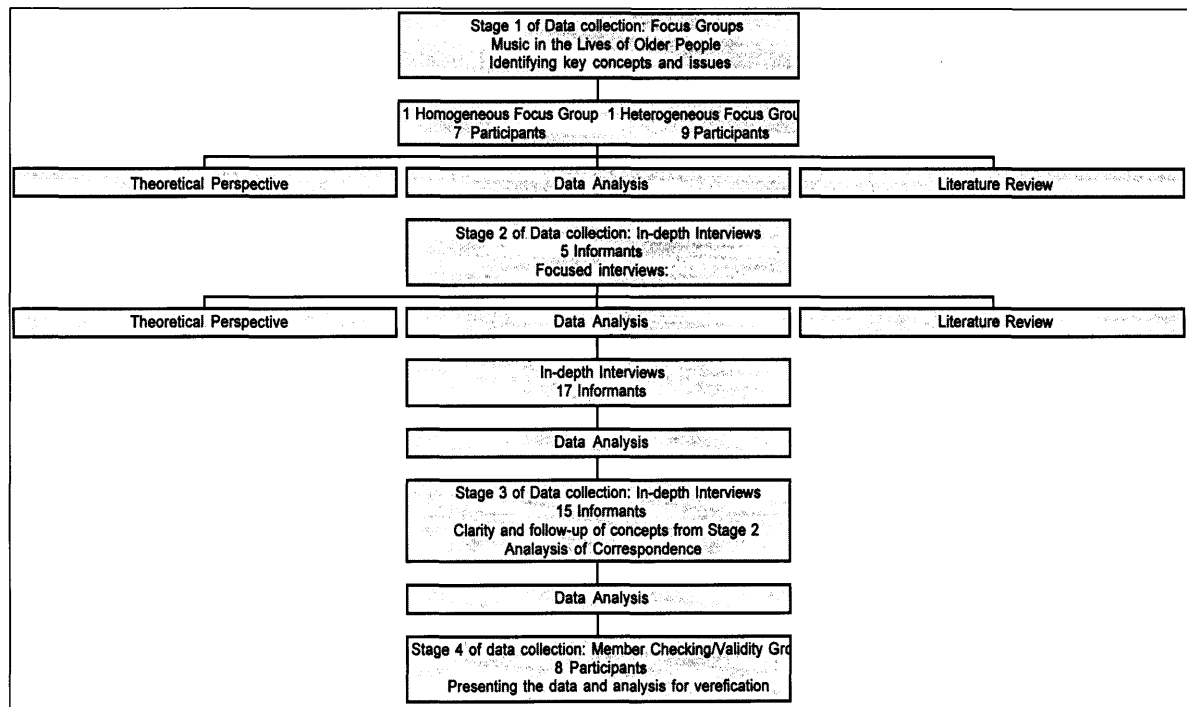 Stage 1 of Data collection: Focus Groups
Music in the Lives of Older People
Identifying key concepts and issues
1 Homogeneous Focus Group 1 Heterogeneous Focus Grou
7 Participants 9 Participants
Theoretical Perspective
Data Analysis
Literature Review
Stage 2 of Data collection: In-depth Interviews
5 Informants
Focused interviews:
Theoretical Perspective
Data Analysis
Literature Review
In-depth Interviews
17 Informants
Data Analysis
Stage 3 of Data collection: In-depth Interviews
15 Informants
Clarity and follow-up of concepts from Stage 2
Analaysis of Correspondence
Data Analysis
Stage 4 of data collection: Member Checking/Validity Gro
8 Participants
Presenting the data and analysis for verefication